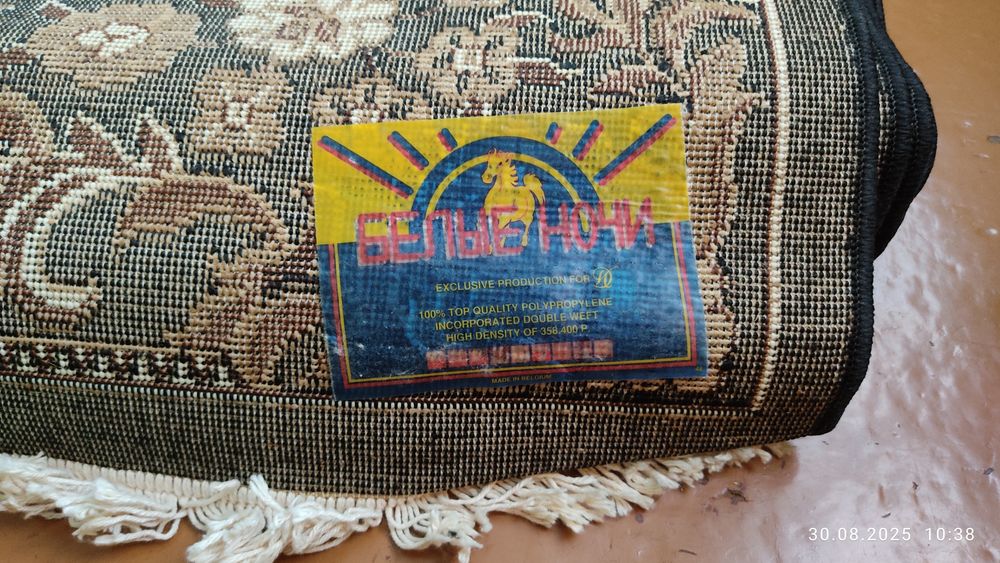 БЕЛЫЕ НОЧИ
EXCLUSIVE PRODUCTION FOR
100% TOP QUALITY POLYPROPYLENE
INCORPORATED DOUBLE WEFT
HIGH DENSITY OF 358.400 P.
MADE IN BELGIUM
30.08.2025 10:38